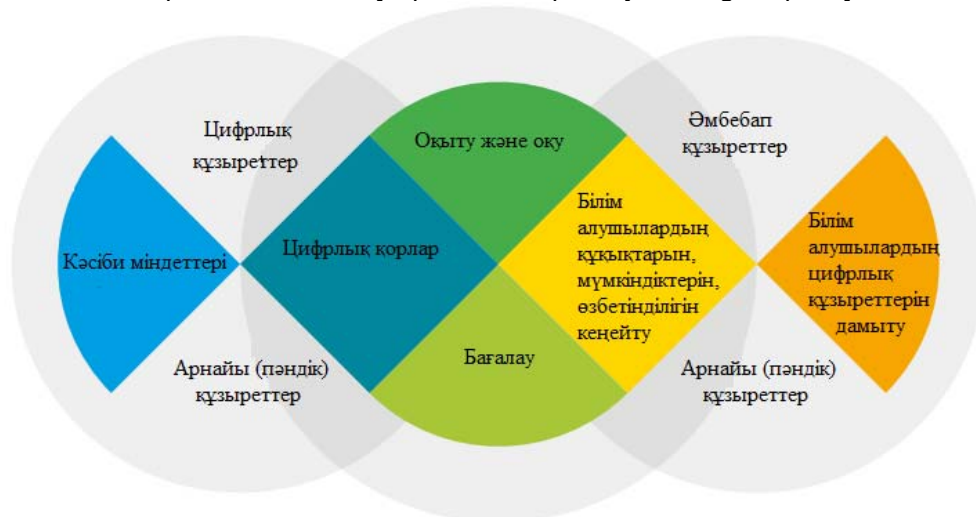 Цифрлық
құзыреттер
Оқыту және оқу
Әмбебап
құзыреттер
Кәсіби міндеттері
Цифрлық қорлар
Білім
алушылардың
құқықтарын,
мүмкіндіктерін,
өзбетінділігін
кеңейту
Білім
алушылардың
цифрлық
құзыреттерін
дамыту
Бағалау
Арнайы (пәндік)
құзыреттер
Арнайы (пәндік)
құзыреттер